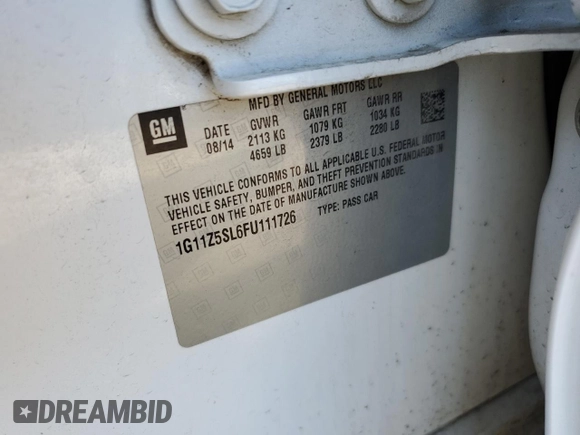 MFD BY GENERAL MOTORS LLC
GM
DATE GVWR GAWR FRT GAWR RR
08/14 2113 KG 1079 KG 1034 KG
4659 LB 2379 LB 2280 LB
THIS VEHICLE CONFORMS TO ALL APPLICABLE U.S. FEDERAL MOTOR
VEHICLE SAFETY, BUMPER, AND THEFT PREVENTION STANDARDS IN
EFFECT ON THE DATE OF MANUFACTURE SHOWN ABOVE.
1G11Z5SL6FU111726 TYPE: PASS CAR
DREAMBID